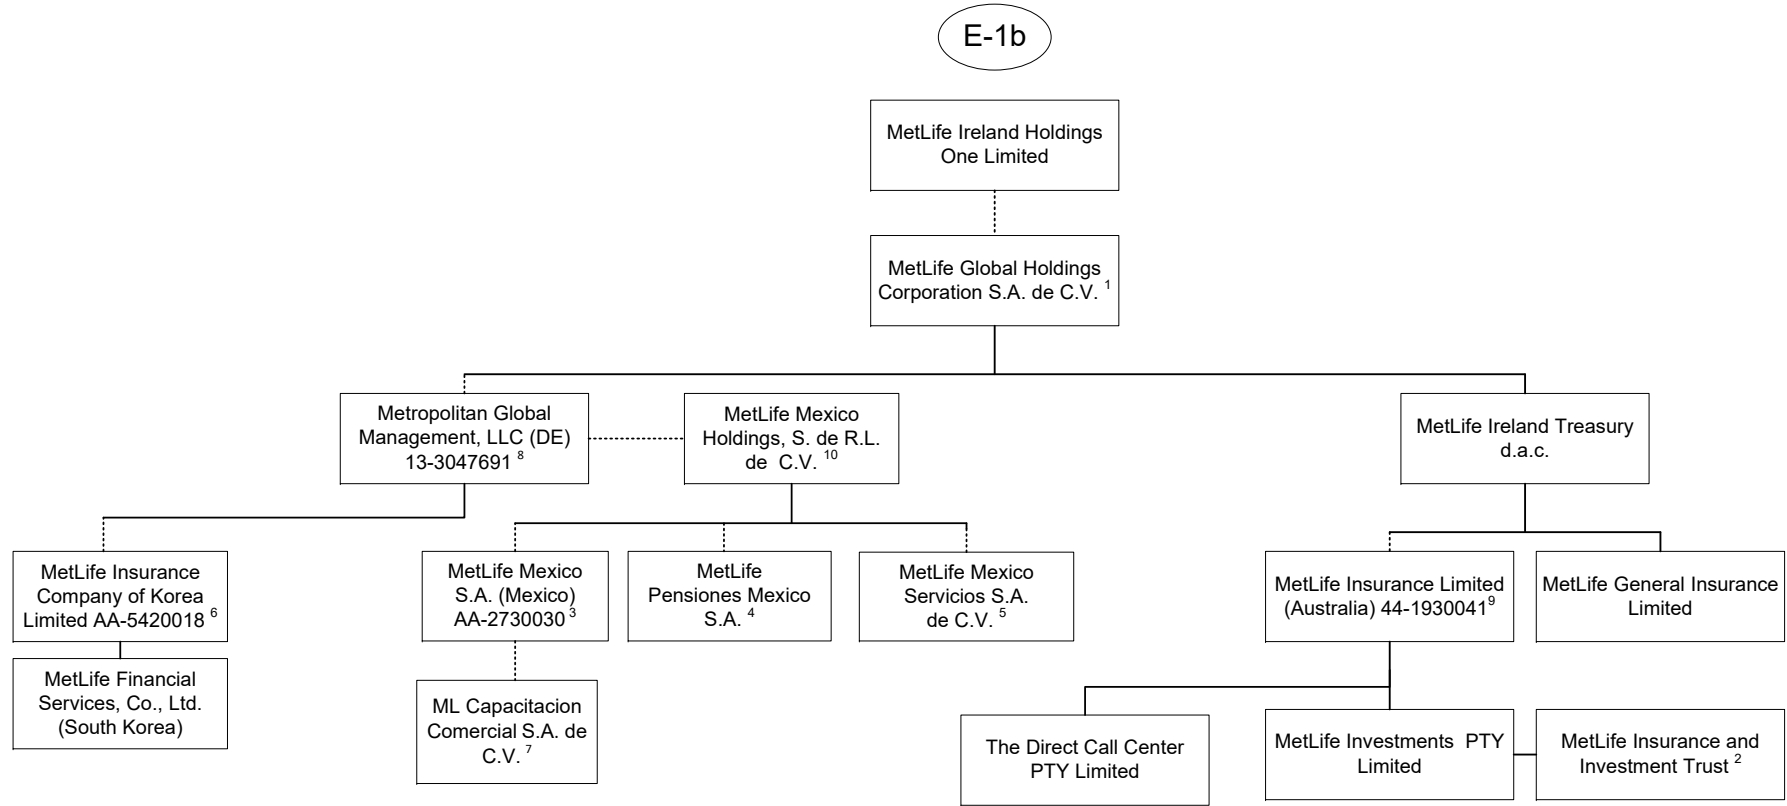 E-1b
MetLife Ireland Holdings
One Limited
MetLife Global Holdings
Corporation S.A. de C.V. 1
Metropolitan Global
Management, LLC (DE)
13-3047691 8
MetLife Mexico
Holdings, S. de R.L.
de C.V. 10
MetLife Ireland Treasury
d.a.c.
MetLife Insurance
Company of Korea
Limited AA-5420018 6
MetLife Mexico
S.A. (Mexico)
AA-2730030 3
MetLife
Pensiones Mexico
S.A. 4
MetLife Mexico
Servicios S.A.
de C.V. 5
MetLife Insurance Limited
(Australia) 44-1930041 9
MetLife General Insurance
Limited
MetLife Financial
Services, Co., Ltd.
(South Korea)
ML Capacitacion
Comercial S.A. de
C.V. 7
The Direct Call Center
PTY Limited
MetLife Investments PTY
Limited
MetLife Insurance and
Investment Trust 2